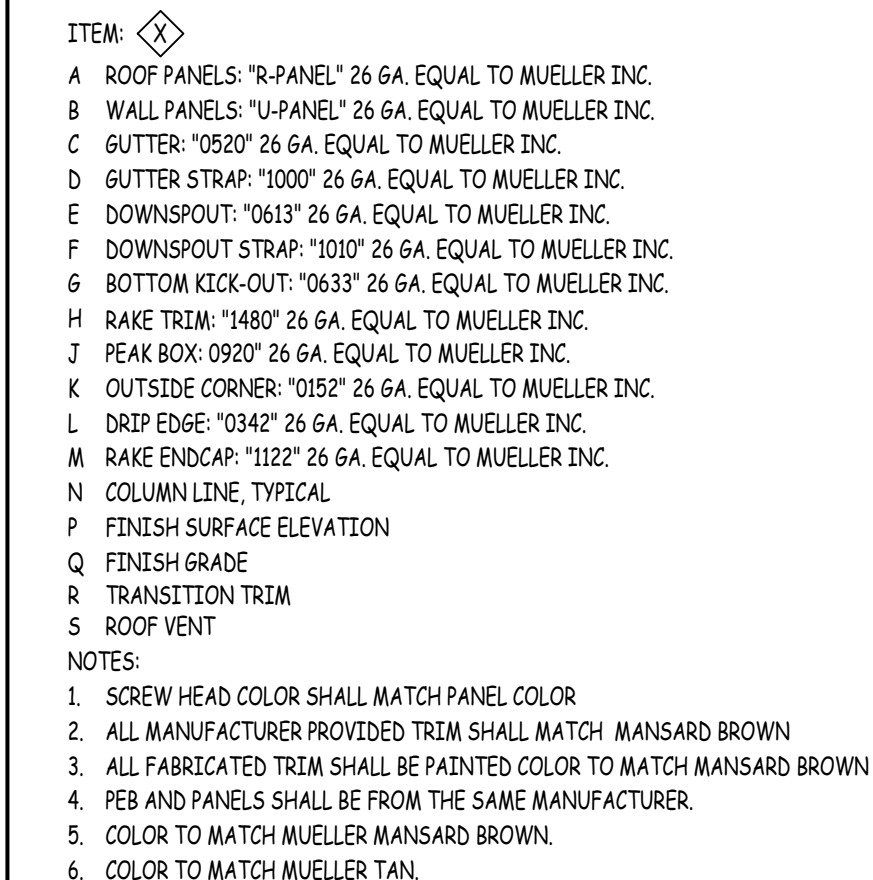 ITEM: X
A ROOF PANELS: "R-PANEL" 26 GA. EQUAL TO MUELLER INC.
B WALL PANELS: "U-PANEL" 26 GA. EQUAL TO MUELLER INC.
C GUTTER: "0520" 26 GA. EQUAL TO MUELLER INC.
D GUTTER STRAP: "1000" 26 GA. EQUAL TO MUELLER INC.
E DOWNSPOUT: "0613" 26 GA. EQUAL TO MUELLER INC.
F DOWNSPOUT STRAP: "1010" 26 GA. EQUAL TO MUELLER INC.
G BOTTOM KICK-OUT: "0633" 26 GA. EQUAL TO MUELLER INC.
H RAKE TRIM: "1480" 26 GA. EQUAL TO MUELLER INC.
J PEAK BOX: 0920" 26 GA. EQUAL TO MUELLER INC.
K OUTSIDE CORNER: "0152" 26 GA. EQUAL TO MUELLER INC.
L DRIP EDGE: "0342" 26 GA. EQUAL TO MUELLER INC.
M RAKE ENDCAP: "1122" 26 GA. EQUAL TO MUELLER INC.
N COLUMN LINE, TYPICAL
P FINISH SURFACE ELEVATION
Q FINISH GRADE
R TRANSITION TRIM
S ROOF VENT
NOTES:
1. SCREW HEAD COLOR SHALL MATCH PANEL COLOR
2. ALL MANUFACTURER PROVIDED TRIM SHALL MATCH MANSARD BROWN
3. ALL FABRICATED TRIM SHALL BE PAINTED COLOR TO MATCH MANSARD BROWN
4. PEB AND PANELS SHALL BE FROM THE SAME MANUFACTURER.
5. COLOR TO MATCH MUELLER MANSARD BROWN.
6. COLOR TO MATCH MUELLER TAN.